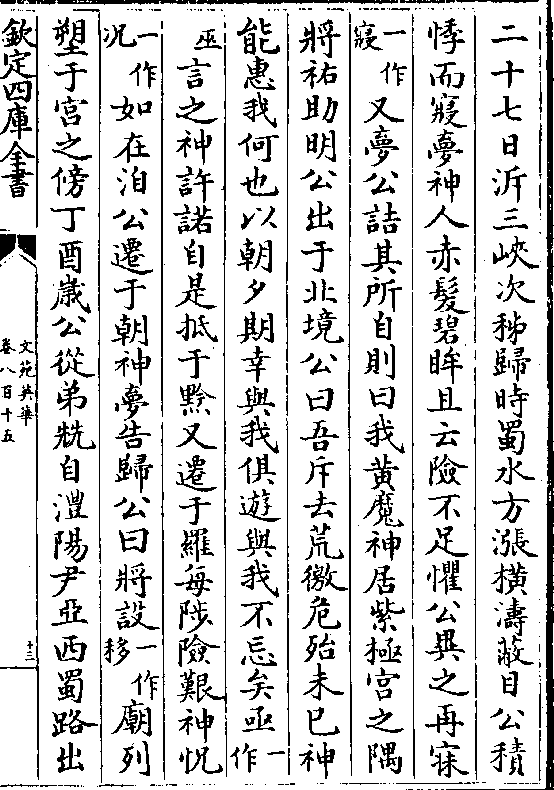 二十七日泝三峽次秭歸時蜀水方漲橫濤蔽目公積
悸而寢夢神人赤髮碧眸且云險不足懼公異之再寐
一作寢又夢公詰其所自則曰我黄魔神居紫極宫之隅
將祐助明公出于北境公曰吾斥去荒徼危殆未已神
能惠我何也以朝夕期幸與我俱遊與我不忘矣亟一作
巫言之神許諾自是抵于黔又遷于羅每陟險艱神怳
一作况如在洎公遷于朝神夢告歸公曰將設一作移廟列
塑于宫之傍丁酉歳公從弟兟自澧陽尹亞西蜀路出
欽定四庫全書
文苑英華
卷八百十五
十三